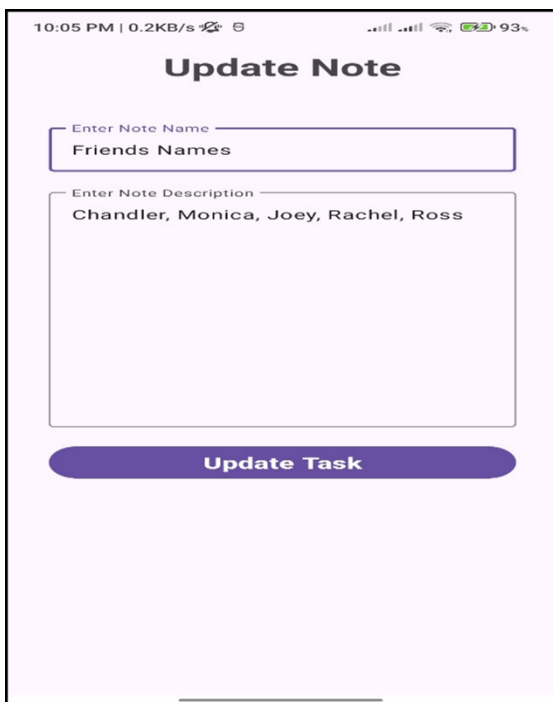 10:05 PM | 0.2KB/s 93%
Update Note
Enter Note Name
Friends Names
Enter Note Description
Chandler, Monica, Joey, Rachel, Ross
Update Task